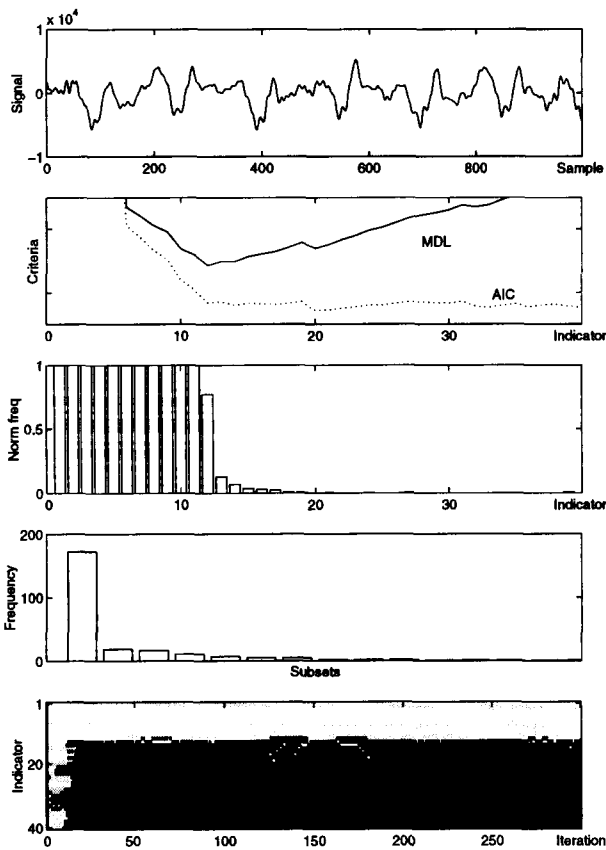 1 x 10^4
0
-1
Signal
0 200 400 600 800 Sample
Criteria
MDL
AIC
0 10 20 30 Indicator
1
0.5
0
Norm freq
0 10 20 30 Indicator
200
100
0
Frequency
Subsets
1
20
40
Indicator
0 50 100 150 200 250 Iteration